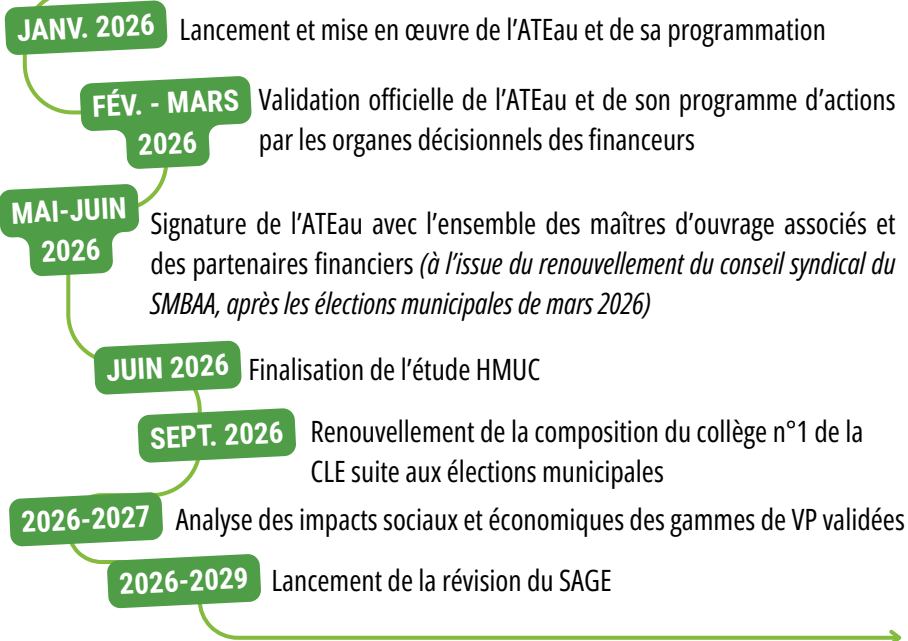 JANV. 2026
Lancement et mise en œuvre de l’ATEau et de sa programmation
FÉV. - MARS
2026
Validation officielle de l’ATEau et de son programme d’actions
par les organes décisionnels des financeurs
MAI-JUIN
2026
Signature de l’ATEau avec l’ensemble des maîtres d’ouvrage associés et
des partenaires financiers (à l’issue du renouvellement du conseil syndical du
SMBAA, après les élections municipales de mars 2026)
JUIN 2026
Finalisation de l’étude HMUC
SEPT. 2026
Renouvellement de la composition du collège n°1 de la
CLE suite aux élections municipales
2026-2027
Analyse des impacts sociaux et économiques des gammes de VP validées
2026-2029
Lancement de la révision du SAGE